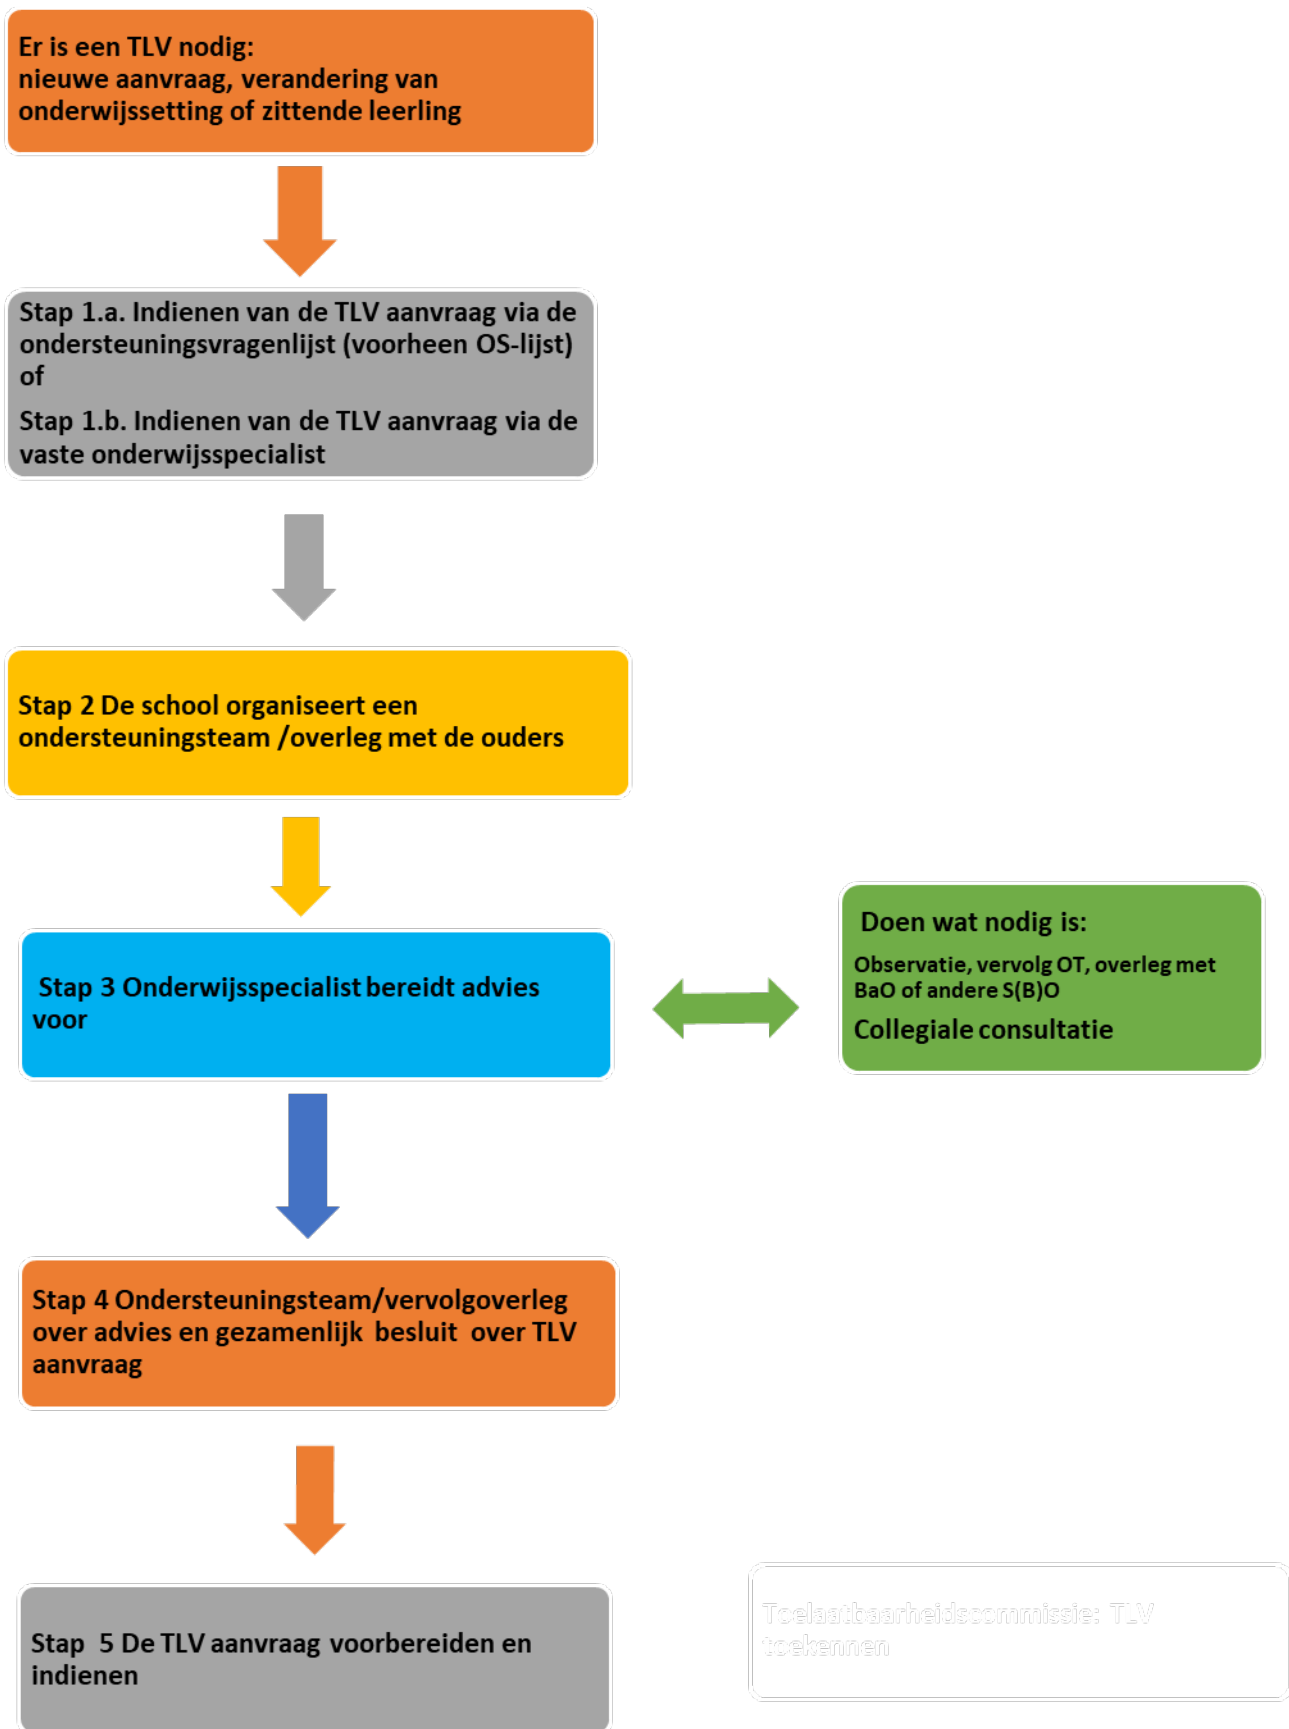 Er is een TLV nodig:
nieuwe aanvraag, verandering van
onderwijssetting of zittende leerling
Stap 1.a. Indienen van de TLV aanvraag via de
ondersteuningsvragenlijst (voorheen OS-lijst)
of
Stap 1.b. Indienen van de TLV aanvraag via de
vaste onderwijsspecialist
Stap 2 De school organiseert een
ondersteuningsteam /overleg met de ouders
Stap 3 Onderwijsspecialist bereidt advies
voor
Doen wat nodig is:
Observatie, vervolg OT, overleg met
BaO of andere S(B)O
Collegiale consultatie
Stap 4 Ondersteuningsteam/vervolgoverleg
over advies en gezamenlijk besluit over TLV
aanvraag
Stap 5 De TLV aanvraag voorbereiden en
indienen
Toelaatbaarheidscommissie: TLV
toekennen